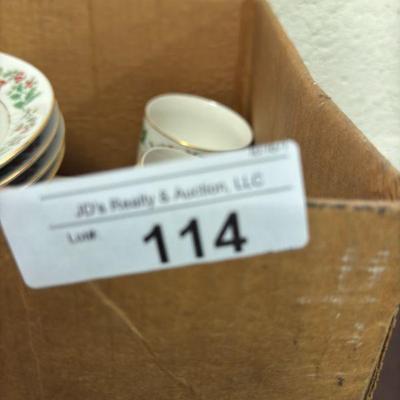 JD's Realty & Auction, LLC
Lot#: 114